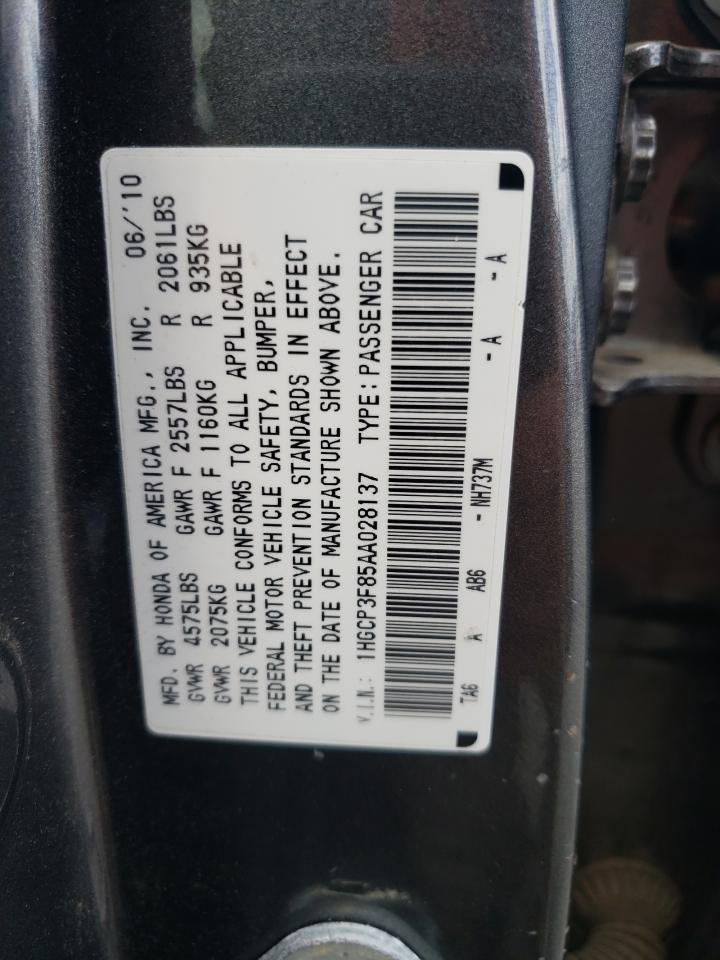 MFD. BY HONDA OF AMERICA MFG., INC. 06/'10
GVWR 4575LBS GAWR F 2557LBS R 2061LBS
GVWR 2075KG GAWR F 1160KG R 935KG
THIS VEHICLE CONFORMS TO ALL APPLICABLE
FEDERAL MOTOR VEHICLE SAFETY, BUMPER,
AND THEFT PREVENTION STANDARDS IN EFFECT
ON THE DATE OF MANUFACTURE SHOWN ABOVE.
V.I.N.: 1HGCP3F85AA028137 TYPE: PASSENGER CAR
TA6 A AB6 - NH737M - A - A